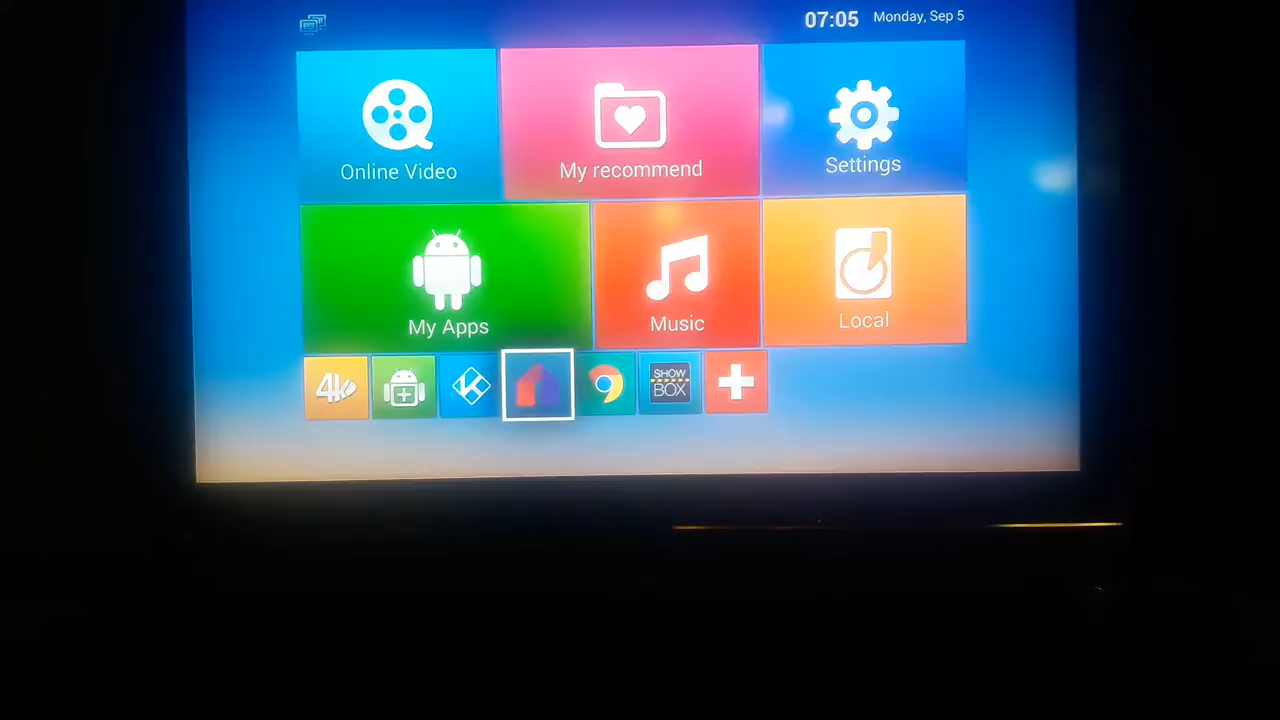 07:05 Monday, Sep 5
Online Video
My recommend
Settings
My Apps
Music
Local
4K
SHOW
BOX